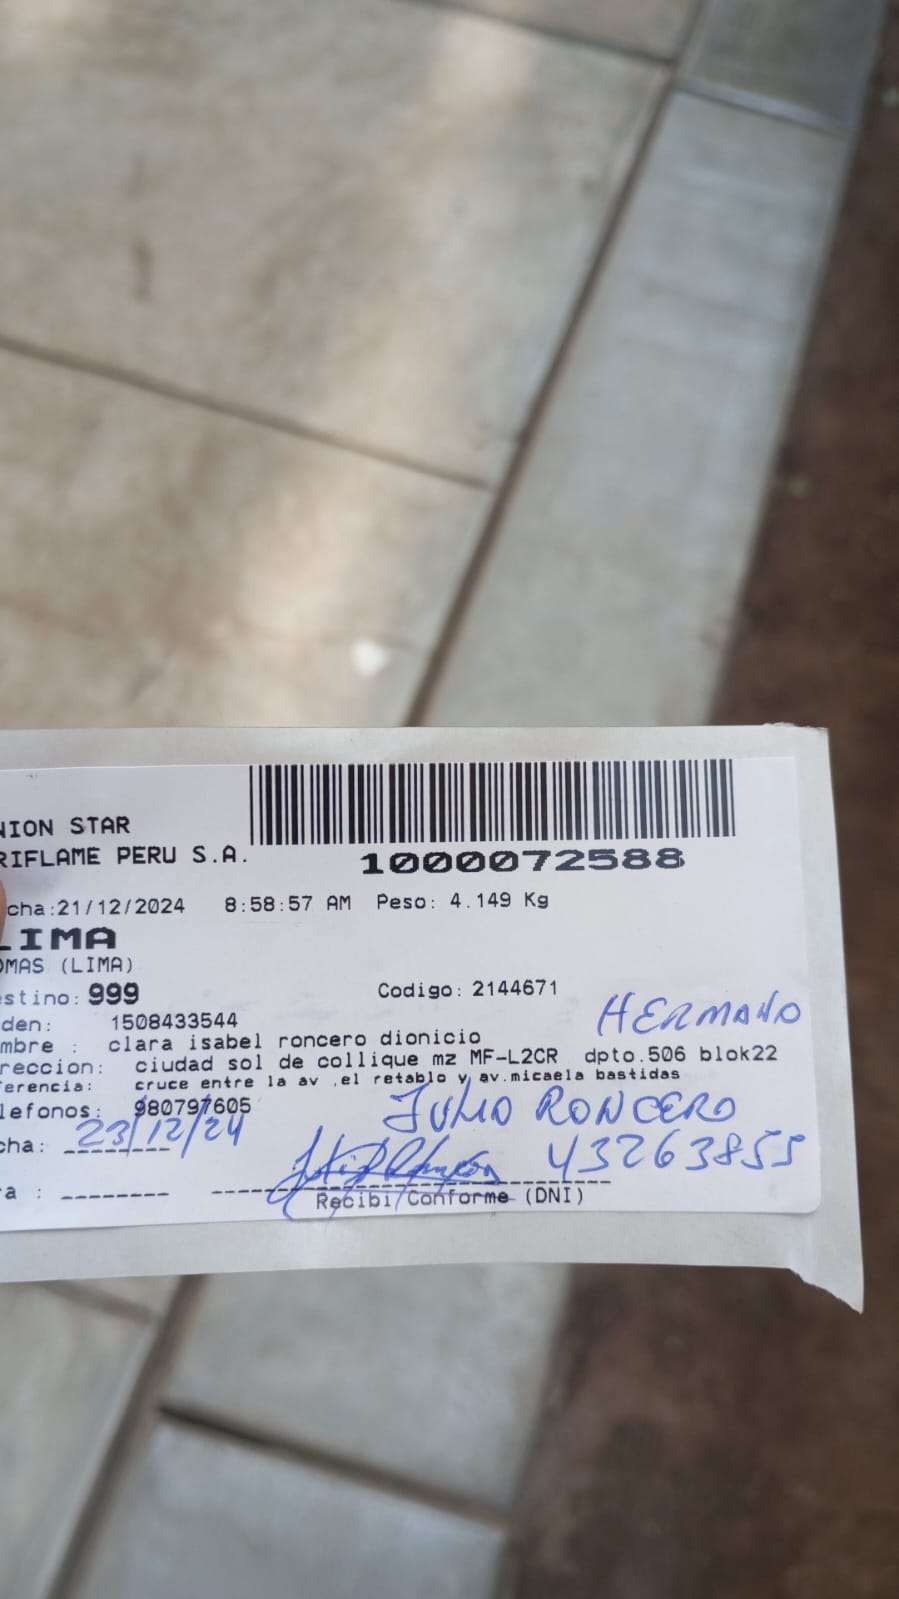 NION STAR
RIFLAME PERU S.A.
1000072588
cha:21/12/2024 8:58:57 AM Peso: 4.149 Kg
LIMA
OMAS (LIMA)
estino: 999 Codigo: 2144671
HERMANO
den: 1508433544
mbre : clara isabel roncero dionicio
reccion: ciudad sol de collique mz MF-L2CR dpto.506 blok22
ferencia: cruce entre la av ,el retablo y av.micaela bastidas
lefonos: 980797605
JULIO RONCERO
cha: 23/12/24
43263855
a :
Recibi Conforme (DNI)